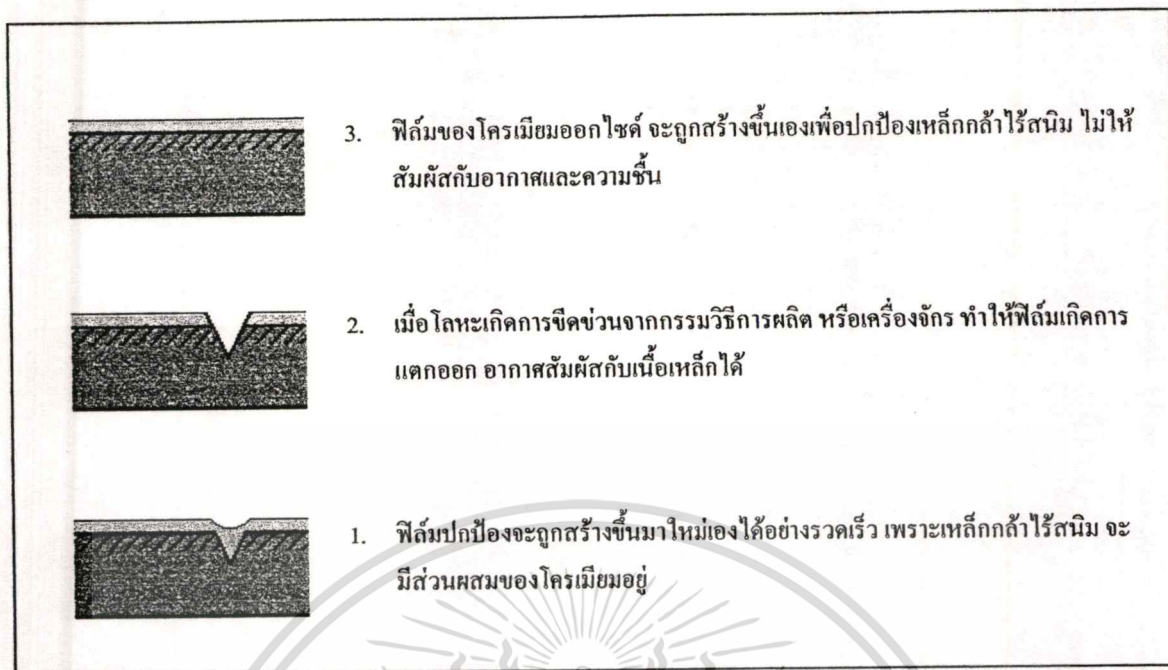 3. ฟิล์มของโครเมียมออกไซด์ จะถูกสร้างขึ้นเองเพื่อปกป้องเหล็กกล้าไร้สนิม ไม่ให้
สัมผัสกับอากาศและความชื้น
2. เมื่อโลหะเกิดการขีดข่วนจากกรรมวิธีการผลิต หรือเครื่องจักร ทำให้ฟิล์มเกิดการ
แตกออก อากาศสัมผัสกับเนื้อเหล็กได้
1. ฟิล์มปกป้องจะถูกสร้างขึ้นมาใหม่เองได้อย่างรวดเร็ว เพราะเหล็กกล้าไร้สนิม จะ
มีส่วนผสมของโครเมียมอยู่